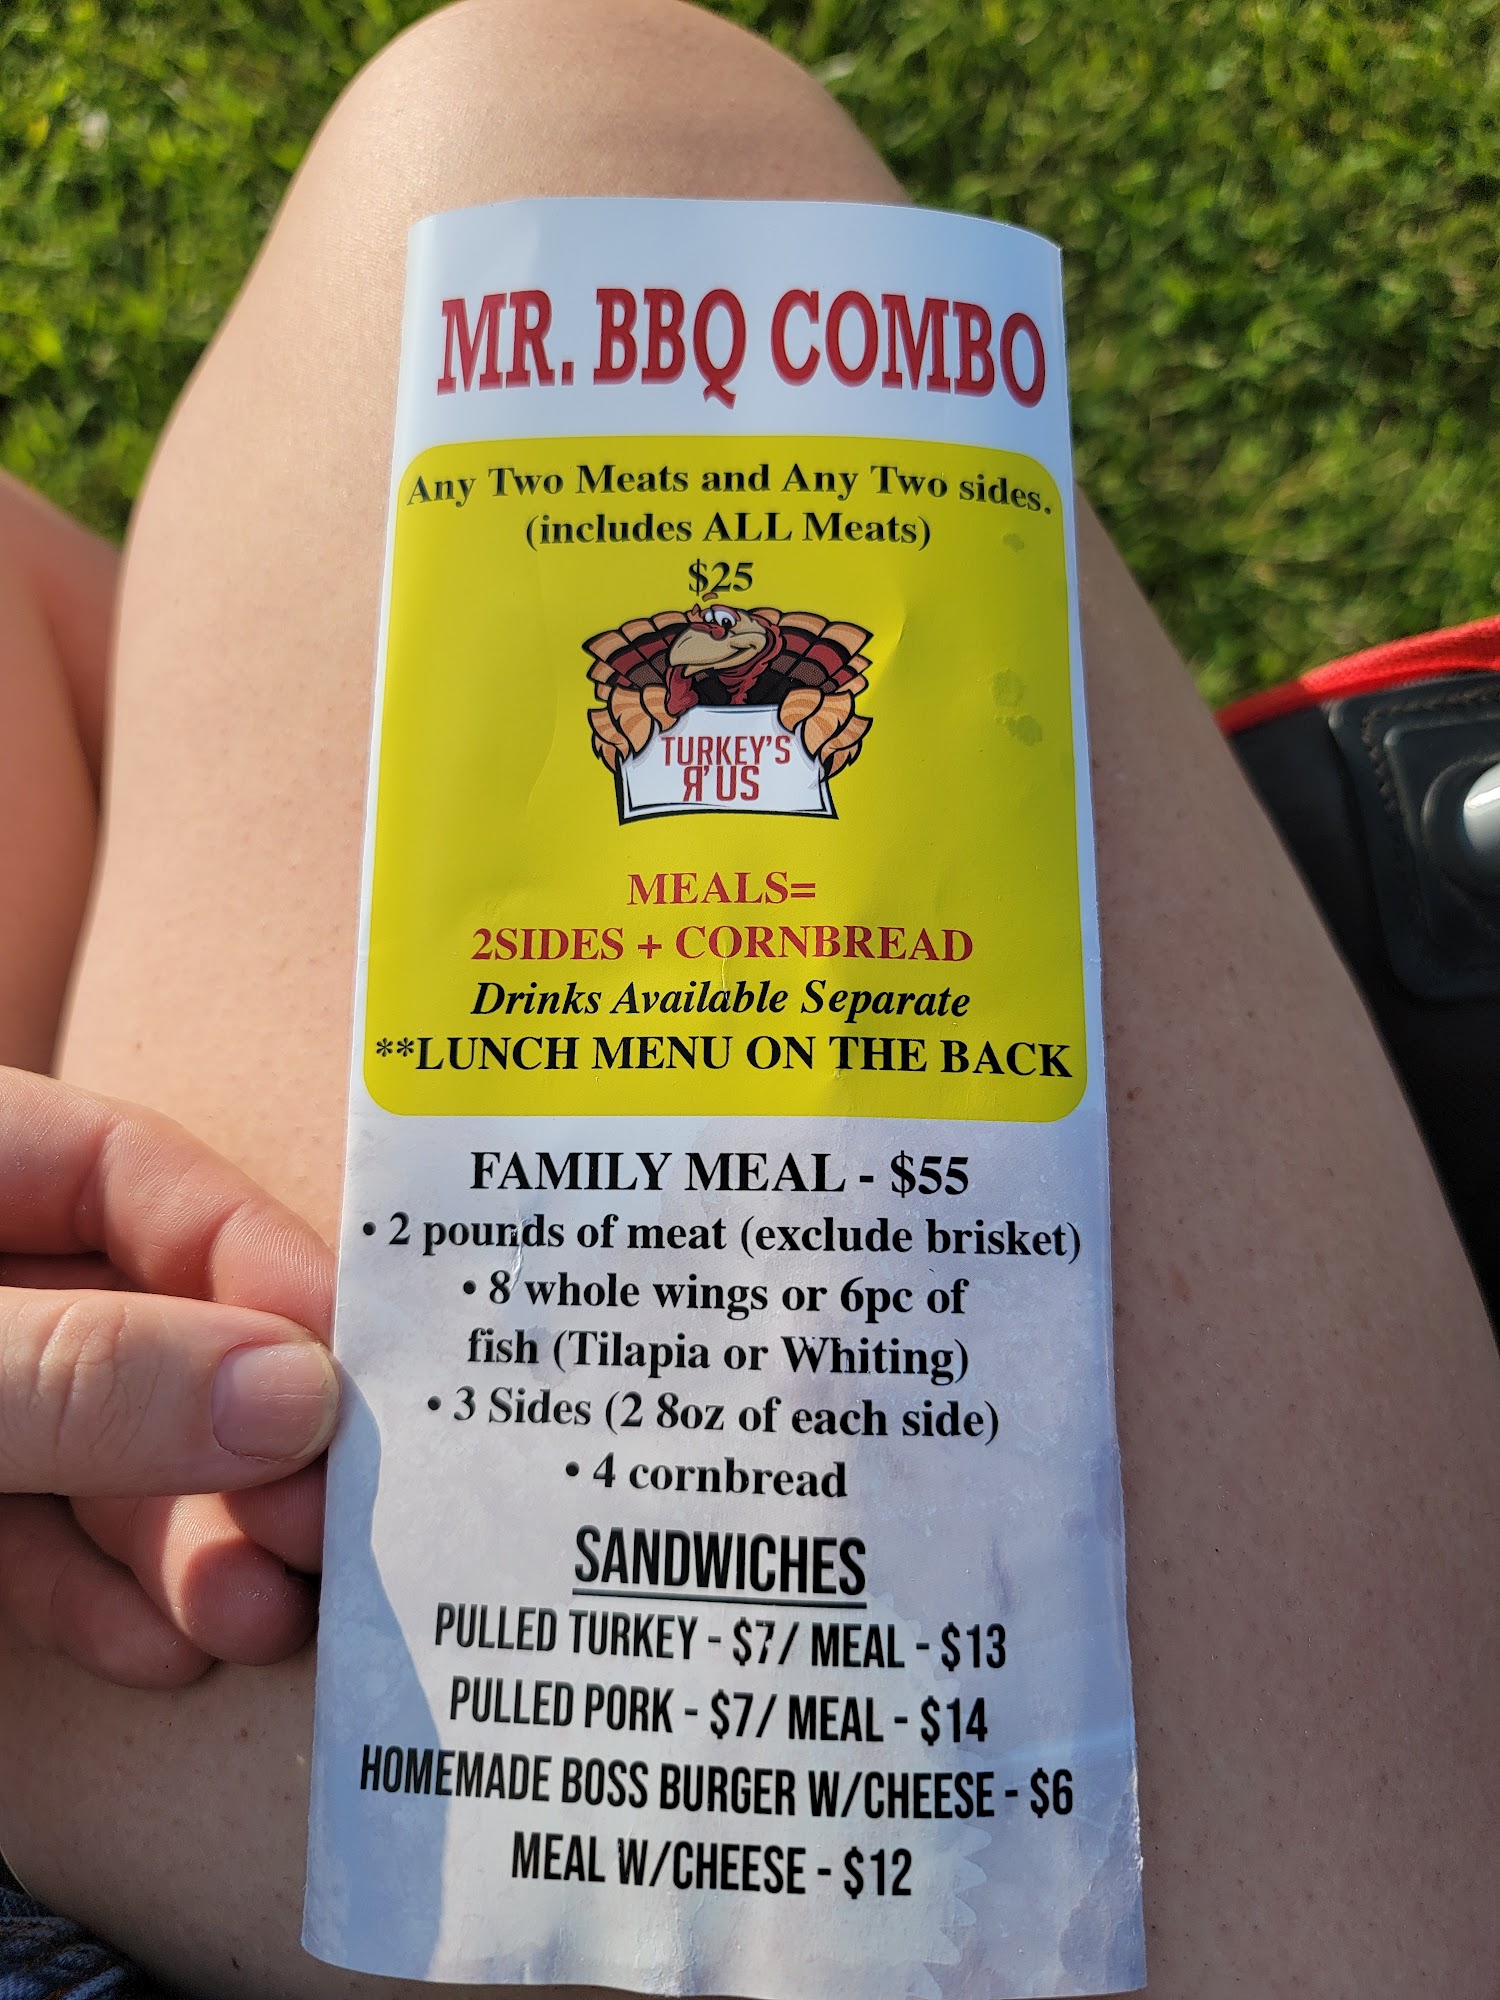 MR. BBQ COMBO
Any Two Meats and Any Two sides.
(includes ALL Meats)
$25
TURKEY'S
Я'US
MEALS=
2SIDES + CORNBREAD
Drinks Available Separate
**LUNCH MENU ON THE BACK
FAMILY MEAL - $55
• 2 pounds of meat (exclude brisket)
• 8 whole wings or 6pc of
fish (Tilapia or Whiting)
• 3 Sides (2 8oz of each side)
• 4 cornbread
SANDWICHES
PULLED TURKEY - $7/ MEAL - $13
PULLED PORK - $7/ MEAL - $14
HOMEMADE BOSS BURGER W/CHEESE - $6
MEAL W/CHEESE - $12